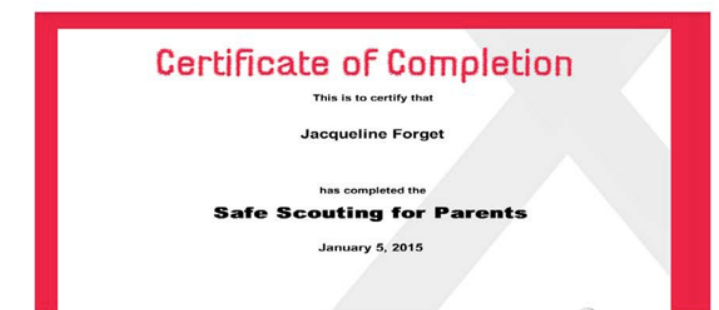 Certificate of Completion
This is to certify that
Jacqueline Forget
has completed the
Safe Scouting for Parents
January 5, 2015